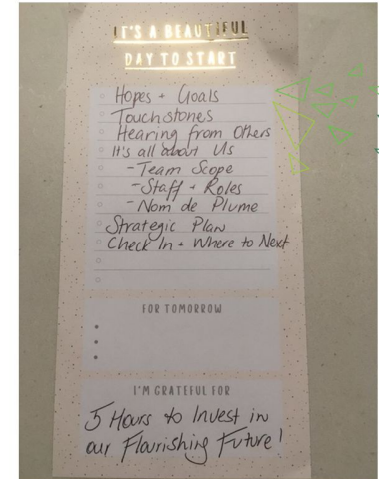 IT'S A BEAUTIFUL
DAY TO START
Hopes + Goals
Touchstones
Hearing from Others
It's all about Us
- Team Scope
- Staff + Roles
- Nom de Plume
Strategic Plan
Check In + Where to Next
FOR TOMORROW
I'M GRATEFUL FOR
5 Hours to Invest in
our Flourishing Future!